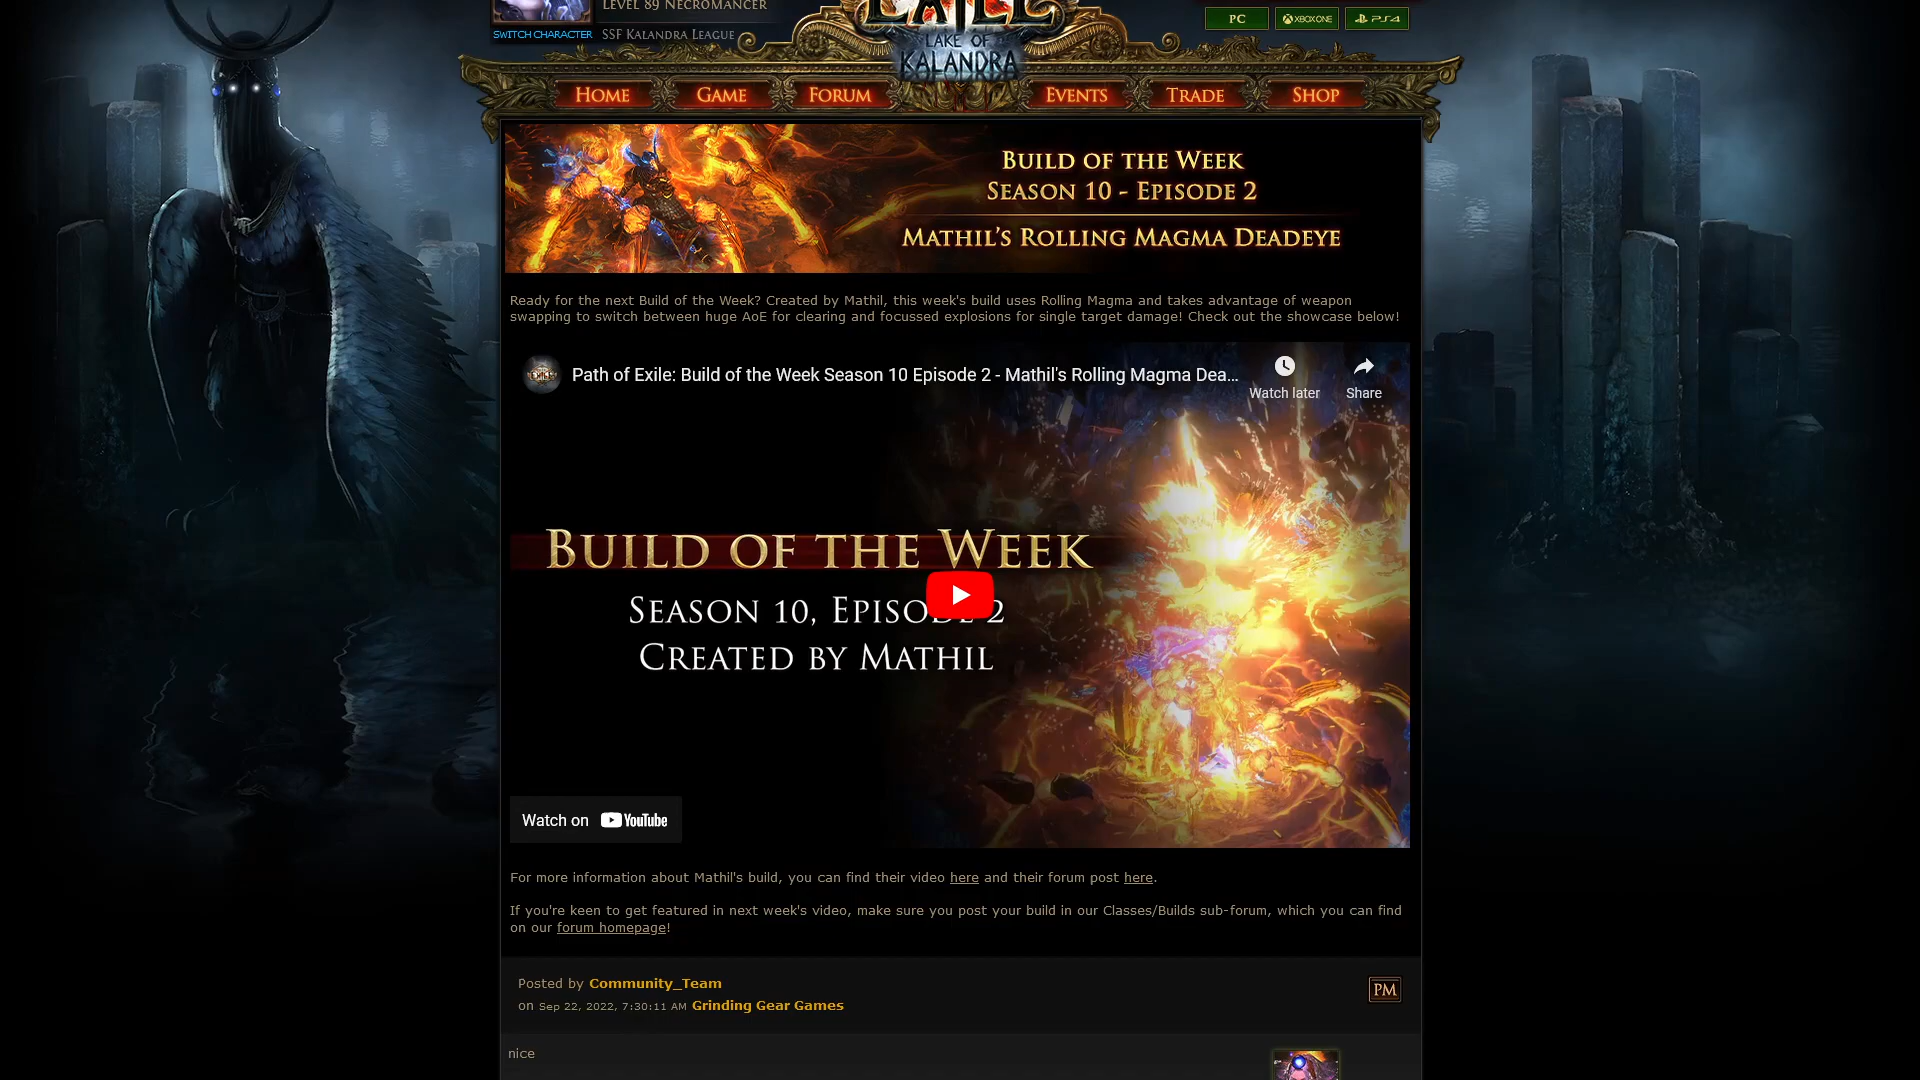 LEVEL 89 NECROMANCER
SWITCH CHARACTER
SSF KALANDRA LEAGUE
EXILE
LAKE OF
KALANDRA
PC
XBOX ONE
PS4
HOME
GAME
FORUM
EVENTS
TRADE
SHOP
BUILD OF THE WEEK
SEASON 10 - EPISODE 2
MATHIL'S ROLLING MAGMA DEADEYE
Ready for the next Build of the Week? Created by Mathil, this week's build uses Rolling Magma and takes advantage of weapon
swapping to switch between huge AoE for clearing and focussed explosions for single target damage! Check out the showcase below!
Path of Exile: Build of the Week Season 10 Episode 2 - Mathil's Rolling Magma Dea...
Watch later
Share
BUILD OF THE WEEK
SEASON 10, EPISODE 2
CREATED BY MATHIL
Watch on YouTube
For more information about Mathil's build, you can find their video here and their forum post here.
If you're keen to get featured in next week's video, make sure you post your build in our Classes/Builds sub-forum, which you can find
on our forum homepage!
Posted by Community_Team
on Sep 22, 2022, 7:30:11 AM Grinding Gear Games
PM
nice